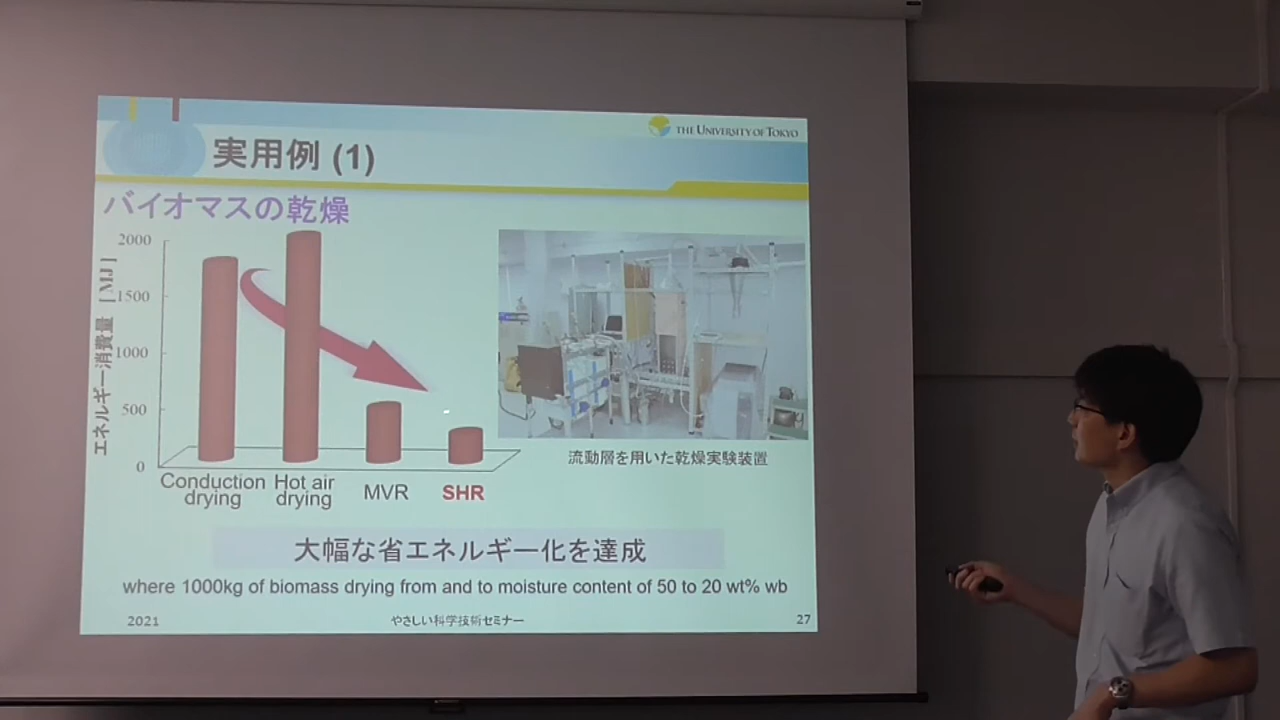 THE UNIVERSITY OF TOKYO
実用例 (1)
バイオマスの乾燥
エネルギー消費量 [MJ]
2000
1500
1000
500
0
Conduction drying
Hot air drying
MVR
SHR
流動層を用いた乾燥実験装置
大幅な省エネルギー化を達成
where 1000kg of biomass drying from and to moisture content of 50 to 20 wt% wb
2021
やさしい科学技術セミナー
27